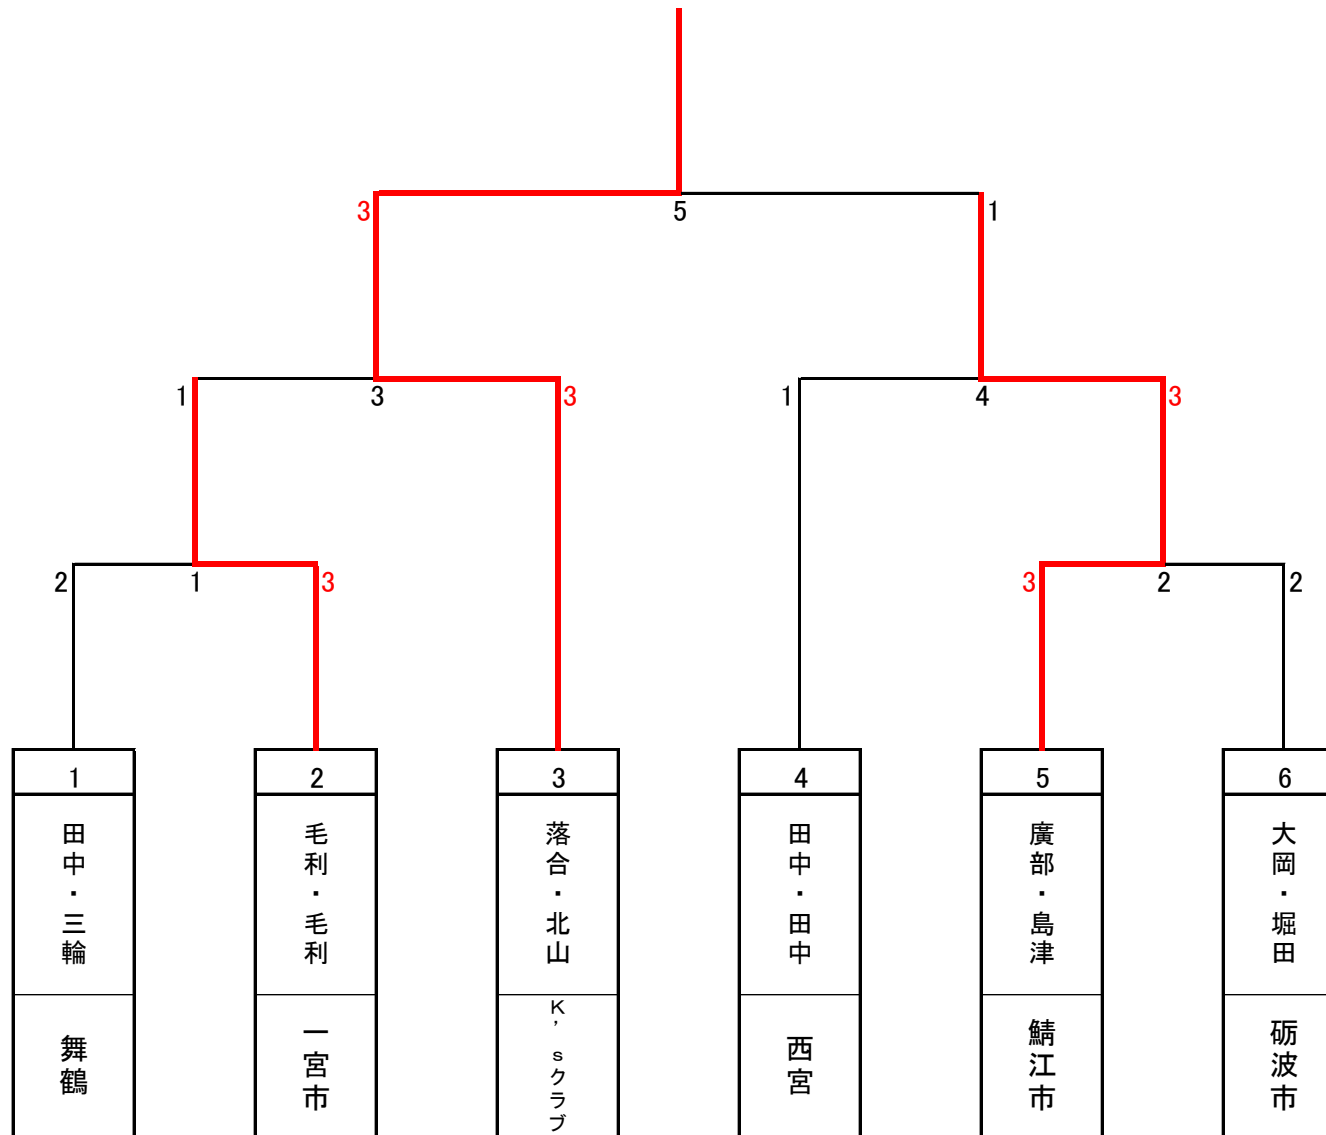 3 5 1
1 3 3 1 4 3
2 1 3 3 2 2
1 2 3 4 5 6
田中・三輪
毛利・毛利
落合・北山
田中・田中
廣部・島津
大岡・堀田
舞鶴
一宮市
K’sクラブ
西宮
鯖江市
砺波市